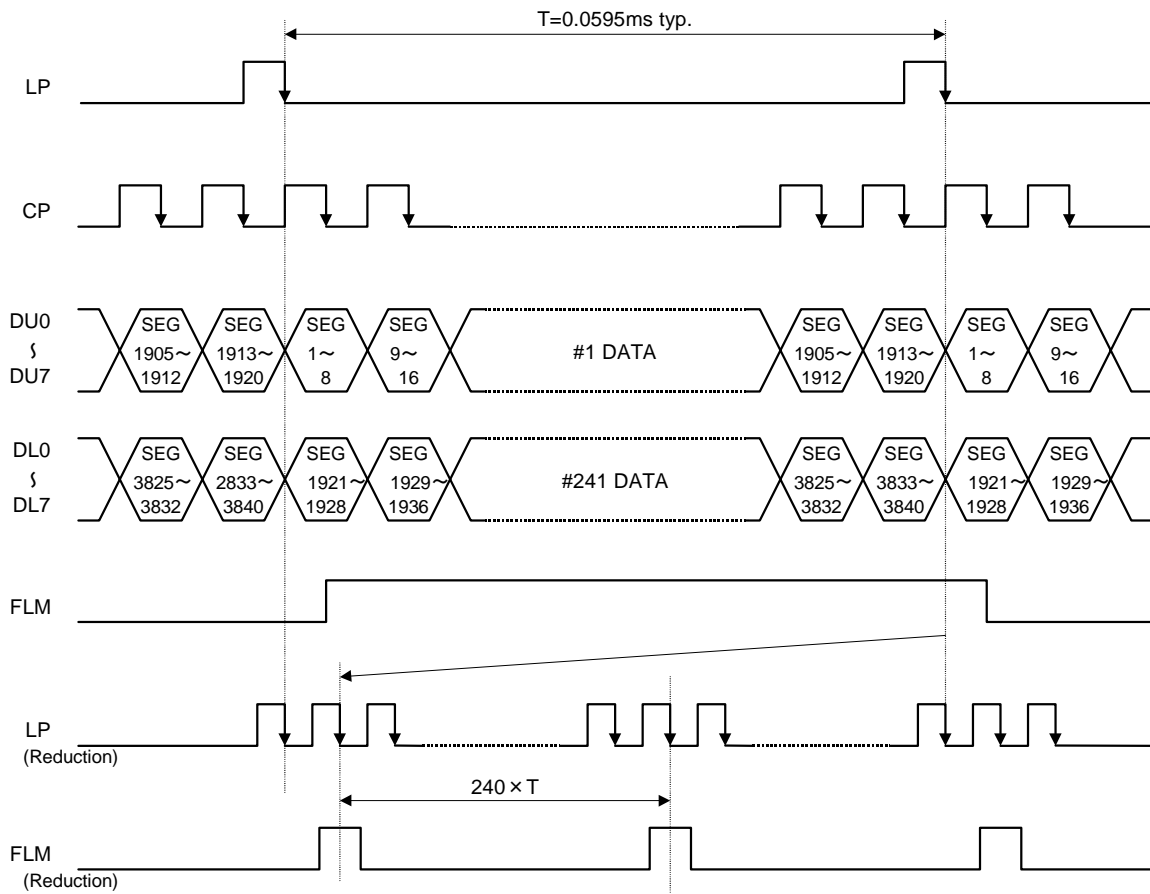 T=0.0595ms typ.
LP
CP
DU0
∫
DU7
SEG
1905～
1912
SEG
1913～
1920
SEG
1～
8
SEG
9～
16
#1 DATA
SEG
1905～
1912
SEG
1913～
1920
SEG
1～
8
SEG
9～
16
DL0
∫
DL7
SEG
3825～
3832
SEG
2833～
3840
SEG
1921～
1928
SEG
1929～
1936
#241 DATA
SEG
3825～
3832
SEG
3833～
3840
SEG
1921～
1928
SEG
1929～
1936
FLM
LP
(Reduction)
240×T
FLM
(Reduction)